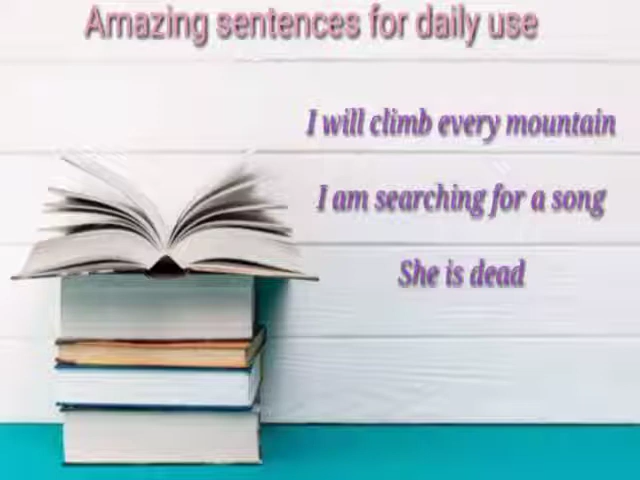 Amazing sentences for daily use
I will climb every mountain
I am searching for a song
She is dead